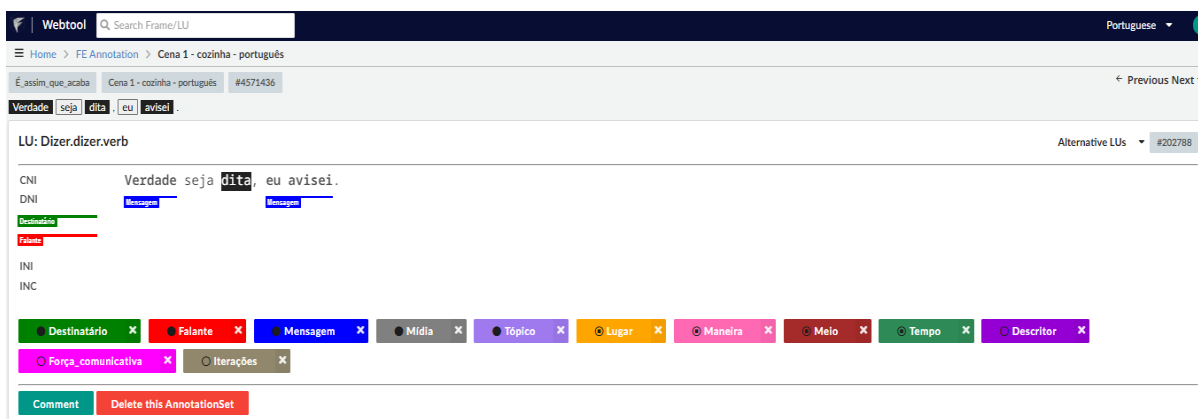 Webtool Search Frame/LU Portuguese
Home > FE Annotation > Cena 1 - cozinha - português
É_assim_que_acaba Cena 1 - cozinha - português #4571436 ← Previous Next
Verdade seja dita , eu avisei .
LU: Dizer.dizer.verb Alternative LUs #202788
CNI Verdade seja dita, eu avisei.
DNI Mensagem Mensagem
Destinatário
Falante
INI
INC
Destinatário × Falante × Mensagem × Mídia × Tópico × Lugar × Maneira × Meio × Tempo × Descritor ×
Força_comunicativa × Iterações ×
Comment Delete this AnnotationSet